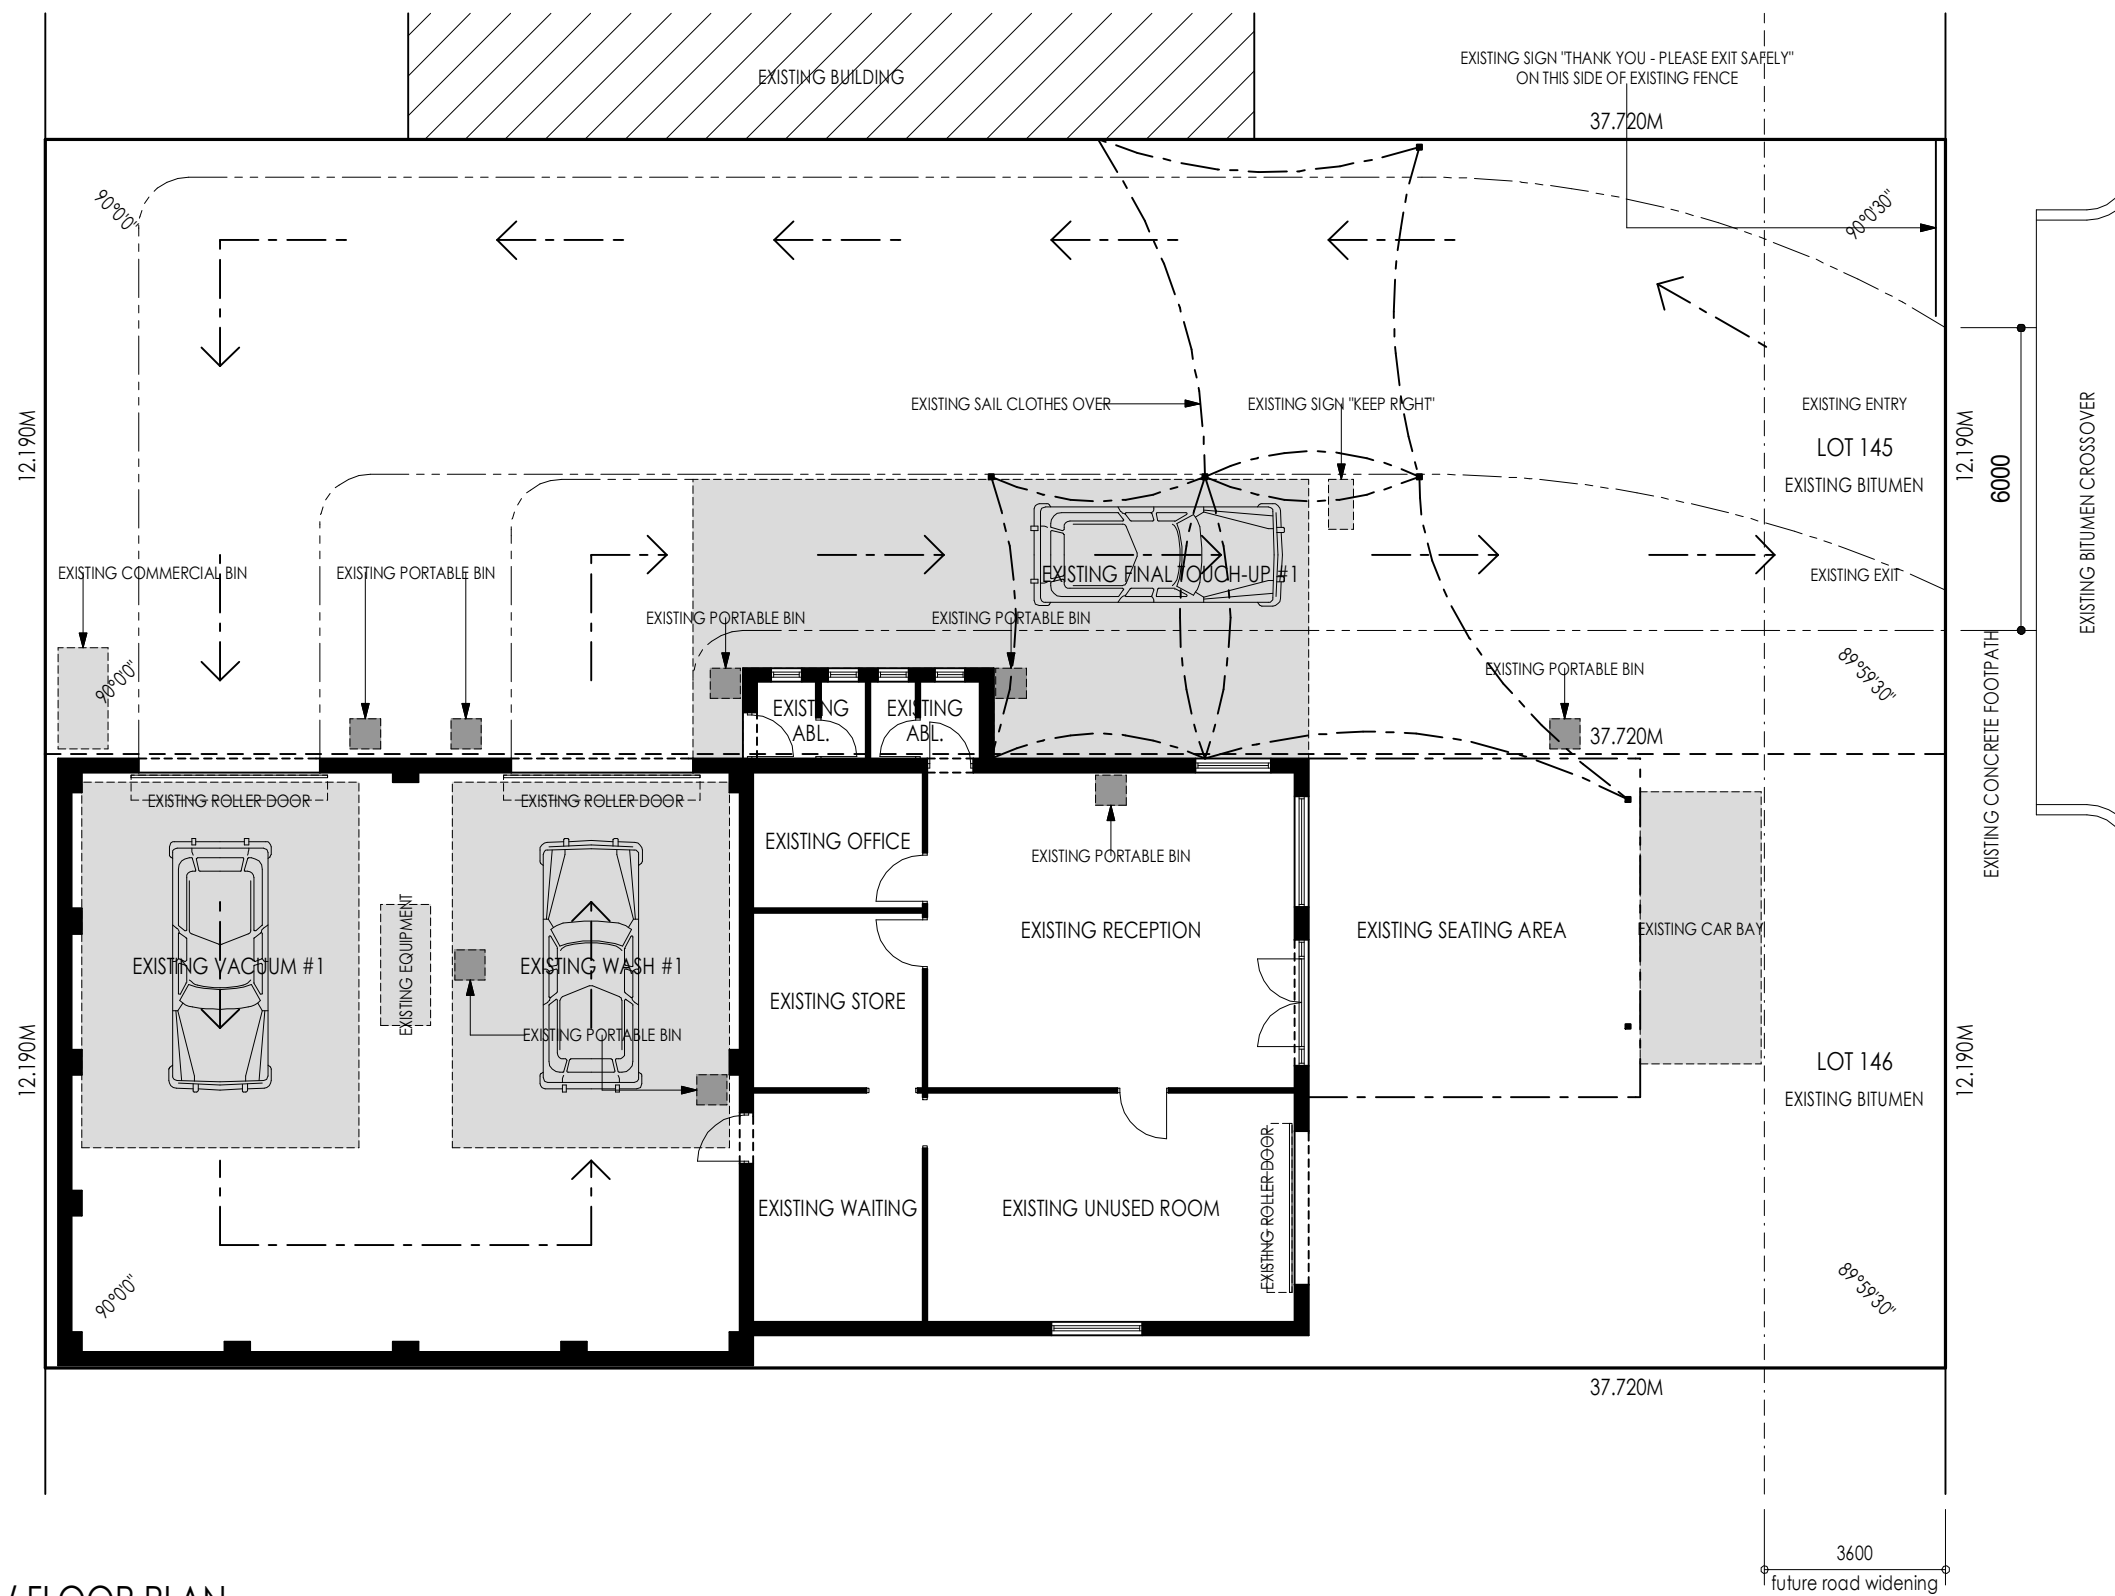 EXISTING BUILDING
EXISTING SIGN "THANK YOU - PLEASE EXIT SAFELY"
ON THIS SIDE OF EXISTING FENCE
37.720M
90°0'0"
90°0'30"
12.190M
EXISTING SAIL CLOTHES OVER
EXISTING SIGN "KEEP RIGHT"
EXISTING ENTRY
LOT 145
EXISTING BITUMEN
12.190M
6000
EXISTING BITUMEN CROSSOVER
EXISTING COMMERCIAL BIN
EXISTING PORTABLE BIN
EXISTING FINAL TOUCH-UP #1
EXISTING EXIT
EXISTING PORTABLE BIN
EXISTING PORTABLE BIN
90°0'0"
EXISTING PORTABLE BIN
89°59'30"
EXISTING CONCRETE FOOTPATH
EXISTING
ABL.
EXISTING
ABL.
37.720M
EXISTING ROLLER DOOR
EXISTING ROLLER DOOR
EXISTING OFFICE
EXISTING PORTABLE BIN
EXISTING RECEPTION
EXISTING SEATING AREA
EXISTING CAR BAY
EXISTING VACUUM #1
EXISTING EQUIPMENT
EXISTING WASH #1
EXISTING STORE
EXISTING PORTABLE BIN
12.190M
LOT 146
EXISTING BITUMEN
12.190M
EXISTING WAITING
EXISTING UNUSED ROOM
EXISTING ROLLER DOOR
90°0'0"
89°59'30"
37.720M
3600
future road widening
/ FLOOR PLAN